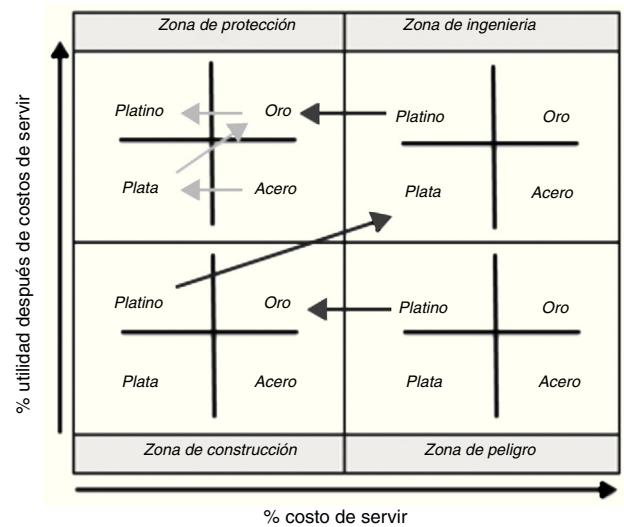 Zona de protección
Zona de ingenieria
Platino
Oro
Plata
Acero
Platino
Oro
Plata
Acero
Platino
Oro
Plata
Acero
Platino
Oro
Plata
Acero
Zona de construcción
Zona de peligro
% utilidad después de costos de servir
% costo de servir